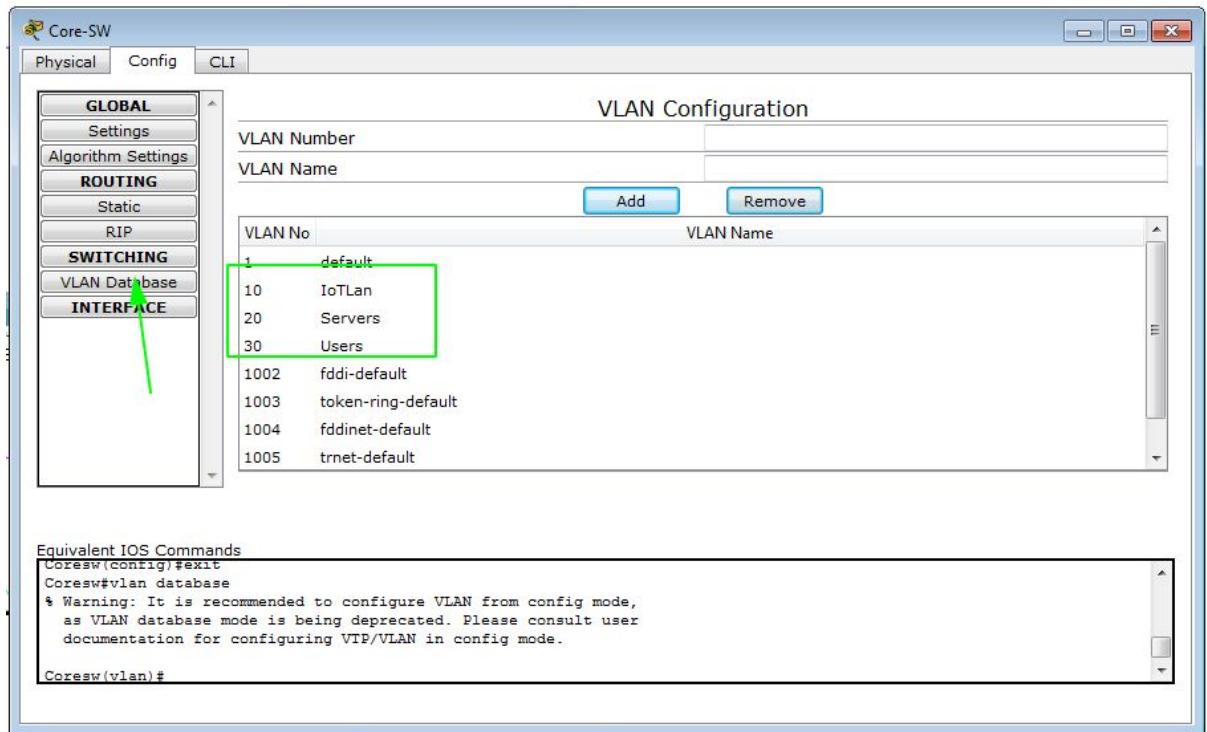 Core-SW
Physical Config CLI
GLOBAL
Settings
Algorithm Settings
ROUTING
Static
RIP
SWITCHING
VLAN Database
INTERFACE
VLAN Configuration
VLAN Number
VLAN Name
Add Remove
VLAN No VLAN Name
1 default
10 IoTLan
20 Servers
30 Users
1002 fddi-default
1003 token-ring-default
1004 fddinet-default
1005 trnet-default
Equivalent IOS Commands
Coresw(config)#exit
Coresw#vlan database
% Warning: It is recommended to configure VLAN from config mode,
as VLAN database mode is being deprecated. Please consult user
documentation for configuring VTP/VLAN in config mode.
Coresw(vlan)#